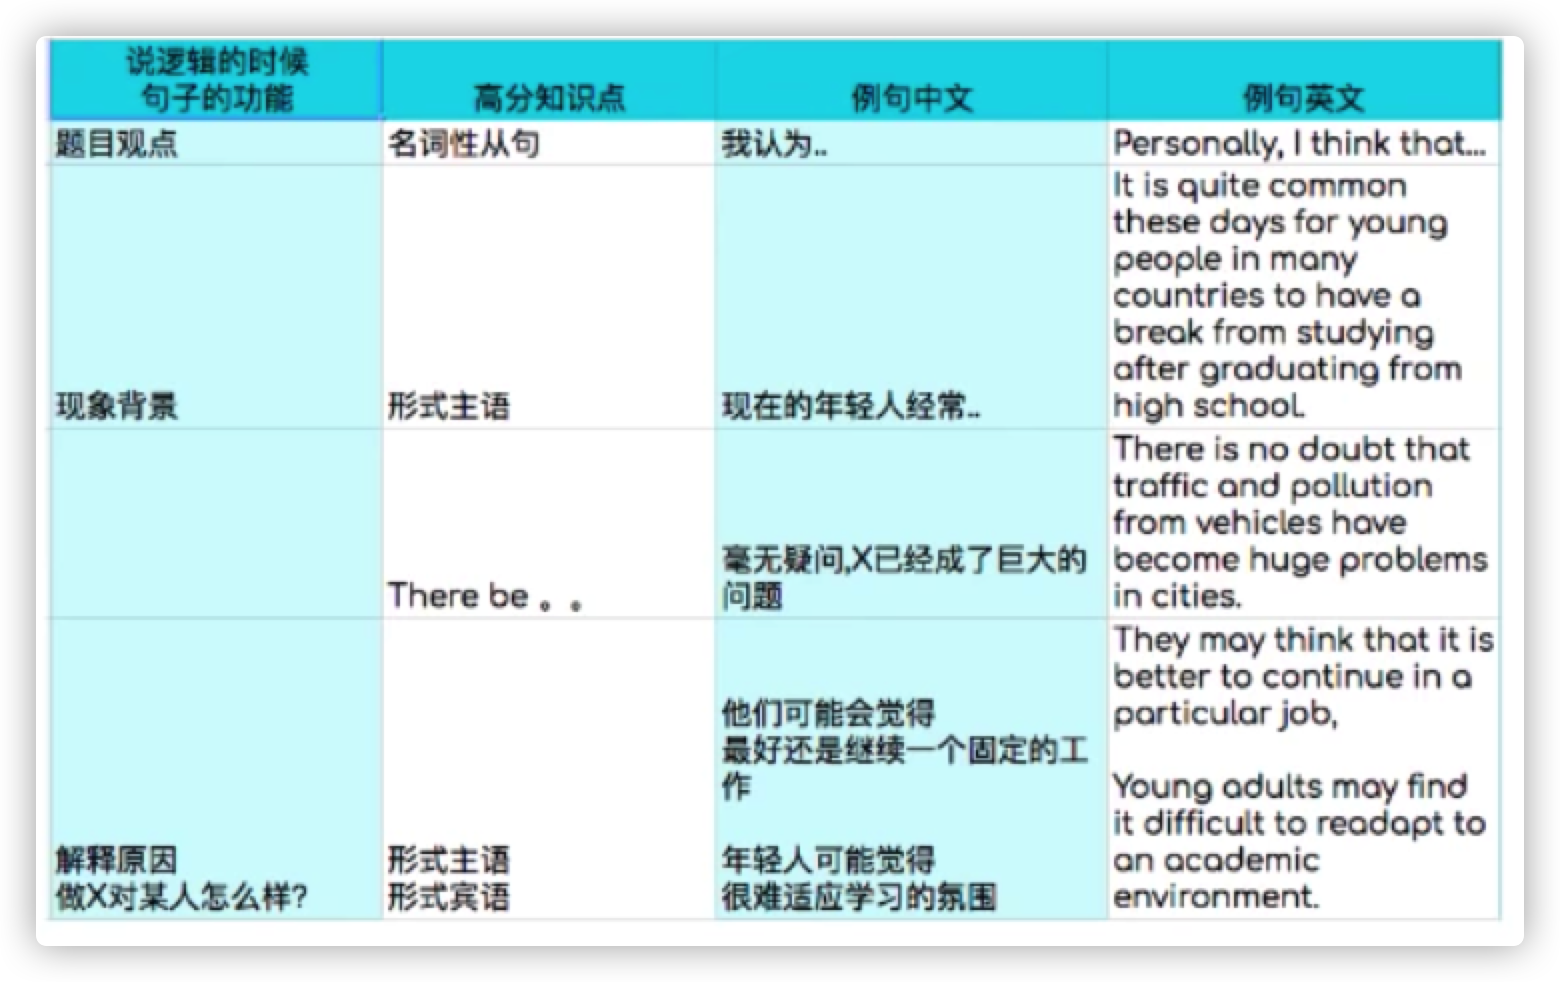 说逻辑的时候
句子的功能
高分知识点
例句中文
例句英文
题目观点
名词性从句
我认为..
Personally, I think that...
现象背景
形式主语
现在的年轻人经常..
It is quite common
these days for young
people in many
countries to have a
break from studying
after graduating from
high school.
There be 。。
毫无疑问,X已经成了巨大的
问题
There is no doubt that
traffic and pollution
from vehicles have
become huge problems
in cities.
解释原因
做X对某人怎么样?
形式主语
形式宾语
他们可能会觉得
最好还是继续一个固定的工
作
年轻人可能觉得
很难适应学习的氛围
They may think that it is
better to continue in a
particular job,
Young adults may find
it difficult to readapt to
an academic
environment.